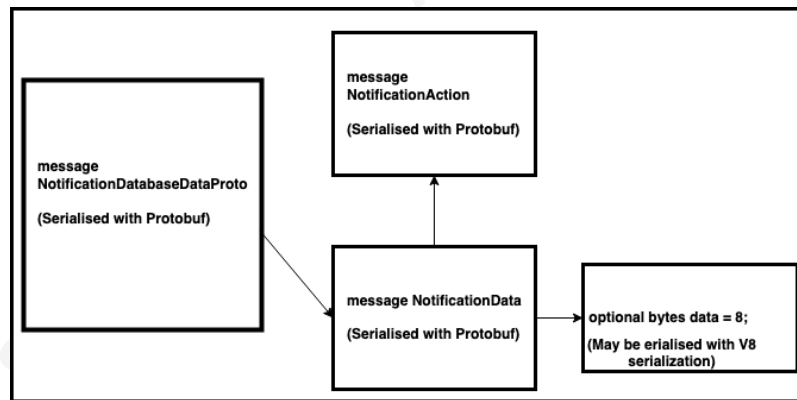 message
NotificationAction
(Serialised with Protobuf)
message
NotificationDatabaseDataProto
(Serialised with Protobuf)
message NotificationData
(Serialised with Protobuf)
optional bytes data = 8;
(May be erialised with V8
serialization)